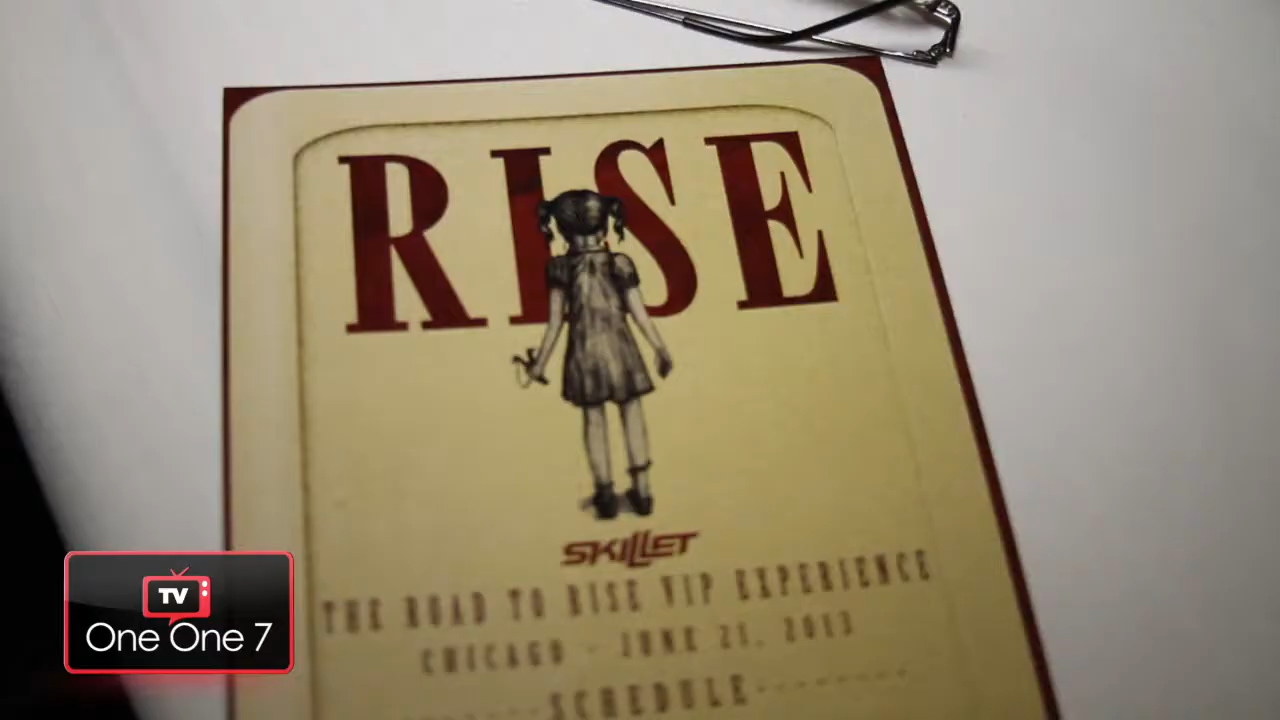 RISE
SKILLET
THE ROAD TO RISE VIP EXPERIENCE
CHICAGO - JUNE 21, 2013
-------SCHEDULE---------
TV
One One 7